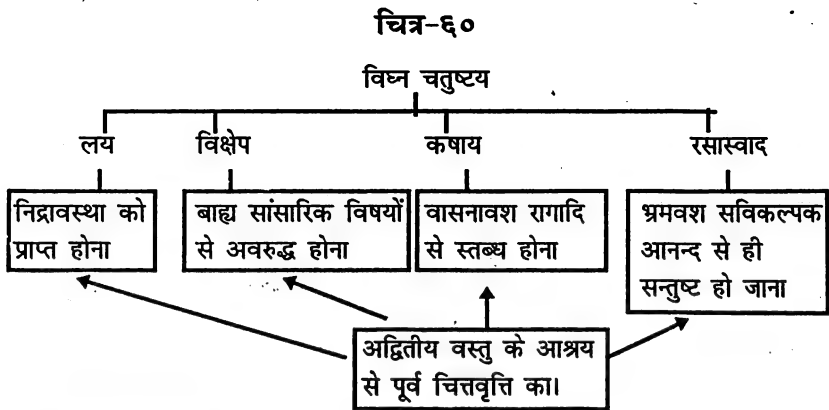 चित्र-६०
विघ्न चतुष्टय
लय विक्षेप कषाय रसास्वाद
निद्रावस्था को
प्राप्त होना
बाह्य सांसारिक विषयों
से अवरुद्ध होना
वासनावश रागादि
से स्तब्ध होना
भ्रमवश सविकल्पक
आनन्द से ही
सन्तुष्ट हो जाना
अद्वितीय वस्तु के आश्रय
से पूर्व चित्तवृत्ति का।